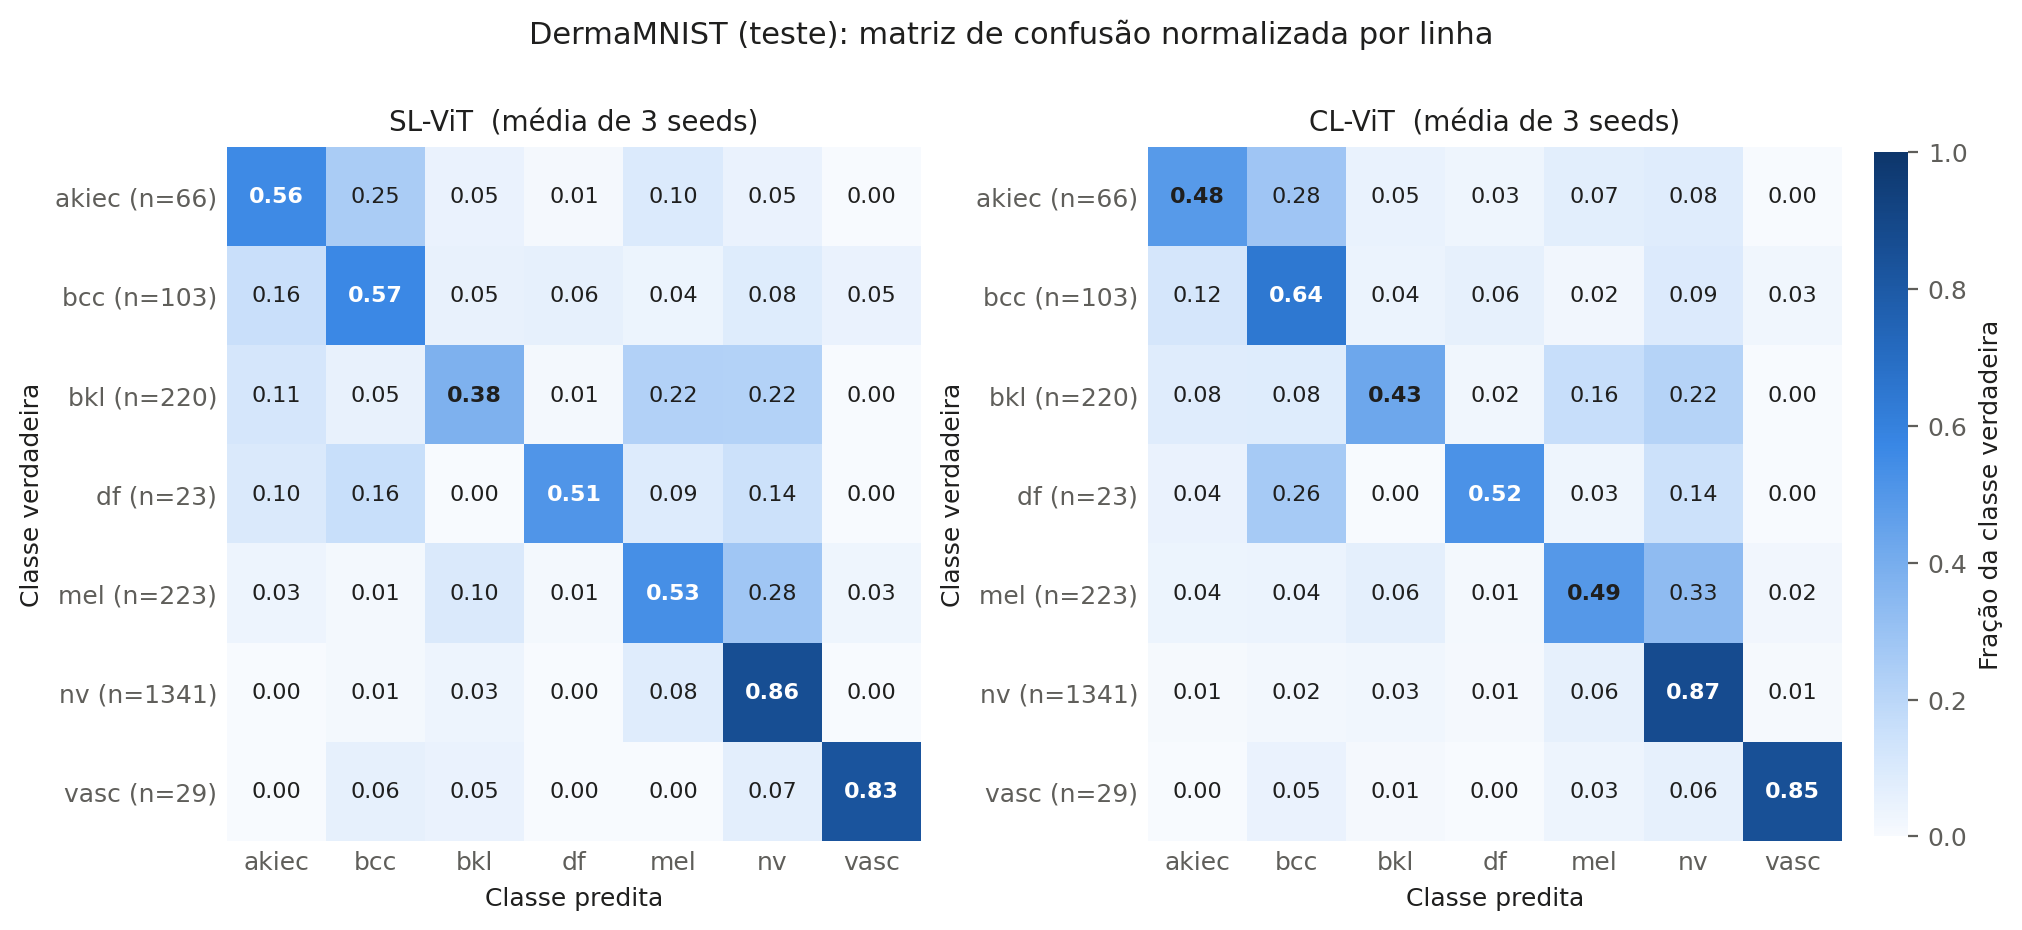 DermaMNIST (teste): matriz de confusão normalizada por linha
SL-ViT (média de 3 seeds)
Classe verdadeira
akiec (n=66) 0.56 0.25 0.05 0.01 0.10 0.05 0.00
bcc (n=103) 0.16 0.57 0.05 0.06 0.04 0.08 0.05
bkl (n=220) 0.11 0.05 0.38 0.01 0.22 0.22 0.00
df (n=23) 0.10 0.16 0.00 0.51 0.09 0.14 0.00
mel (n=223) 0.03 0.01 0.10 0.01 0.53 0.28 0.03
nv (n=1341) 0.00 0.01 0.03 0.00 0.08 0.86 0.00
vasc (n=29) 0.00 0.06 0.05 0.00 0.00 0.07 0.83
akiec bcc bkl df mel nv vasc
Classe predita
CL-ViT (média de 3 seeds)
Classe verdadeira
akiec (n=66) 0.48 0.28 0.05 0.03 0.07 0.08 0.00
bcc (n=103) 0.12 0.64 0.04 0.06 0.02 0.09 0.03
bkl (n=220) 0.08 0.08 0.43 0.02 0.16 0.22 0.00
df (n=23) 0.04 0.26 0.00 0.52 0.03 0.14 0.00
mel (n=223) 0.04 0.04 0.06 0.01 0.49 0.33 0.02
nv (n=1341) 0.01 0.02 0.03 0.01 0.06 0.87 0.01
vasc (n=29) 0.00 0.05 0.01 0.00 0.03 0.06 0.85
akiec bcc bkl df mel nv vasc
Classe predita
1.0
0.8
0.6
0.4
0.2
0.0
Fração da classe verdadeira